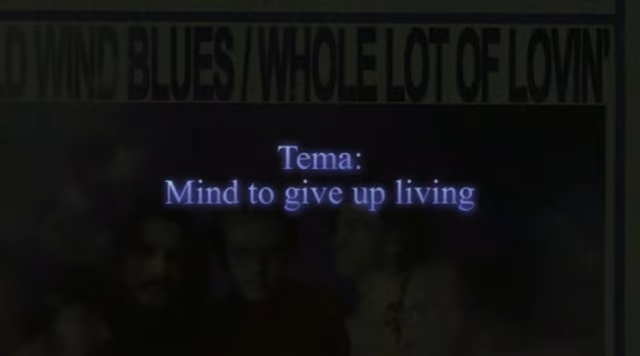 D WIND BLUES / WHOLE LOT OF LOVIN'
Tema:
Mind to give up living